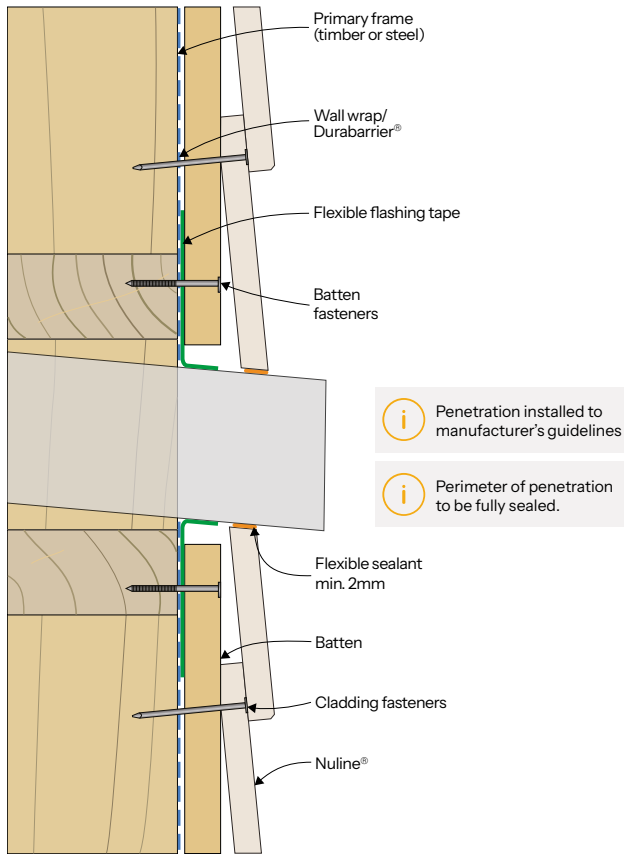 Primary frame
(timber or steel)
Wall wrap/
Durabarrier®
Flexible flashing tape
Batten
fasteners
i
Penetration installed to
manufacturer's guidelines
i
Perimeter of penetration
to be fully sealed.
Flexible sealant
min. 2mm
Batten
Cladding fasteners
Nuline®